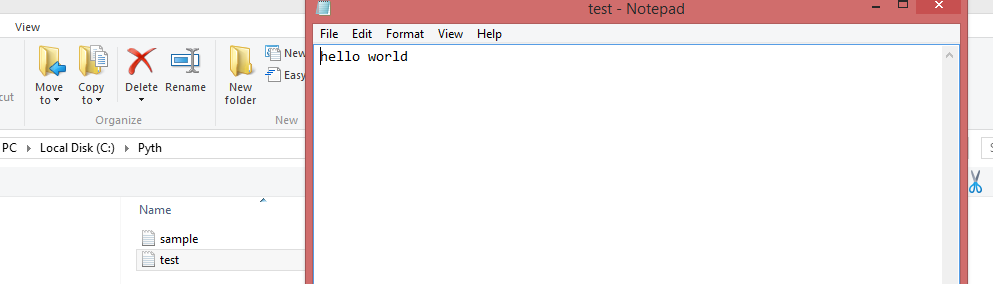 test - Notepad
File Edit Format View Help
hello world
View
Move to
Copy to
Delete
Rename
New folder
New
Easy
cut
Organize
New
PC Local Disk (C:) Pyth
Name
sample
test